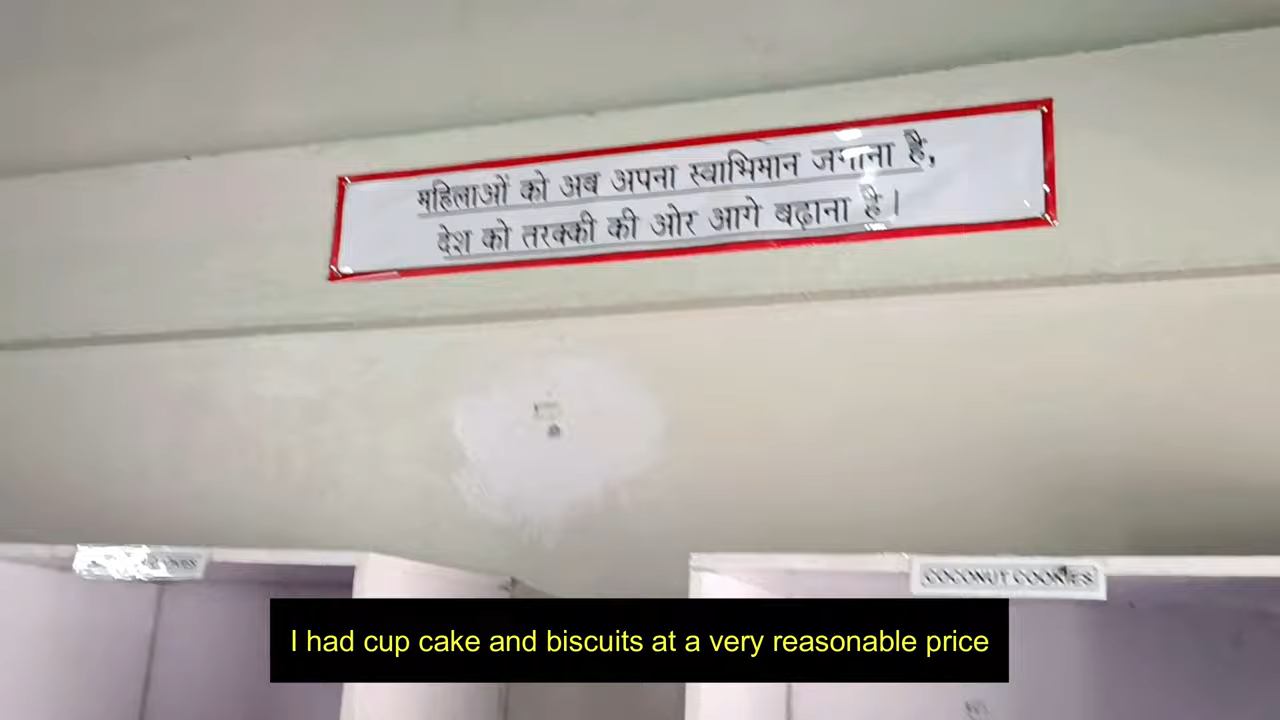 महिलाओं को अब अपना स्वाभिमान जगाना है,
देश को तरक्की की ओर आगे बढ़ाना है।
COCONUT COOKIES
I had cup cake and biscuits at a very reasonable price